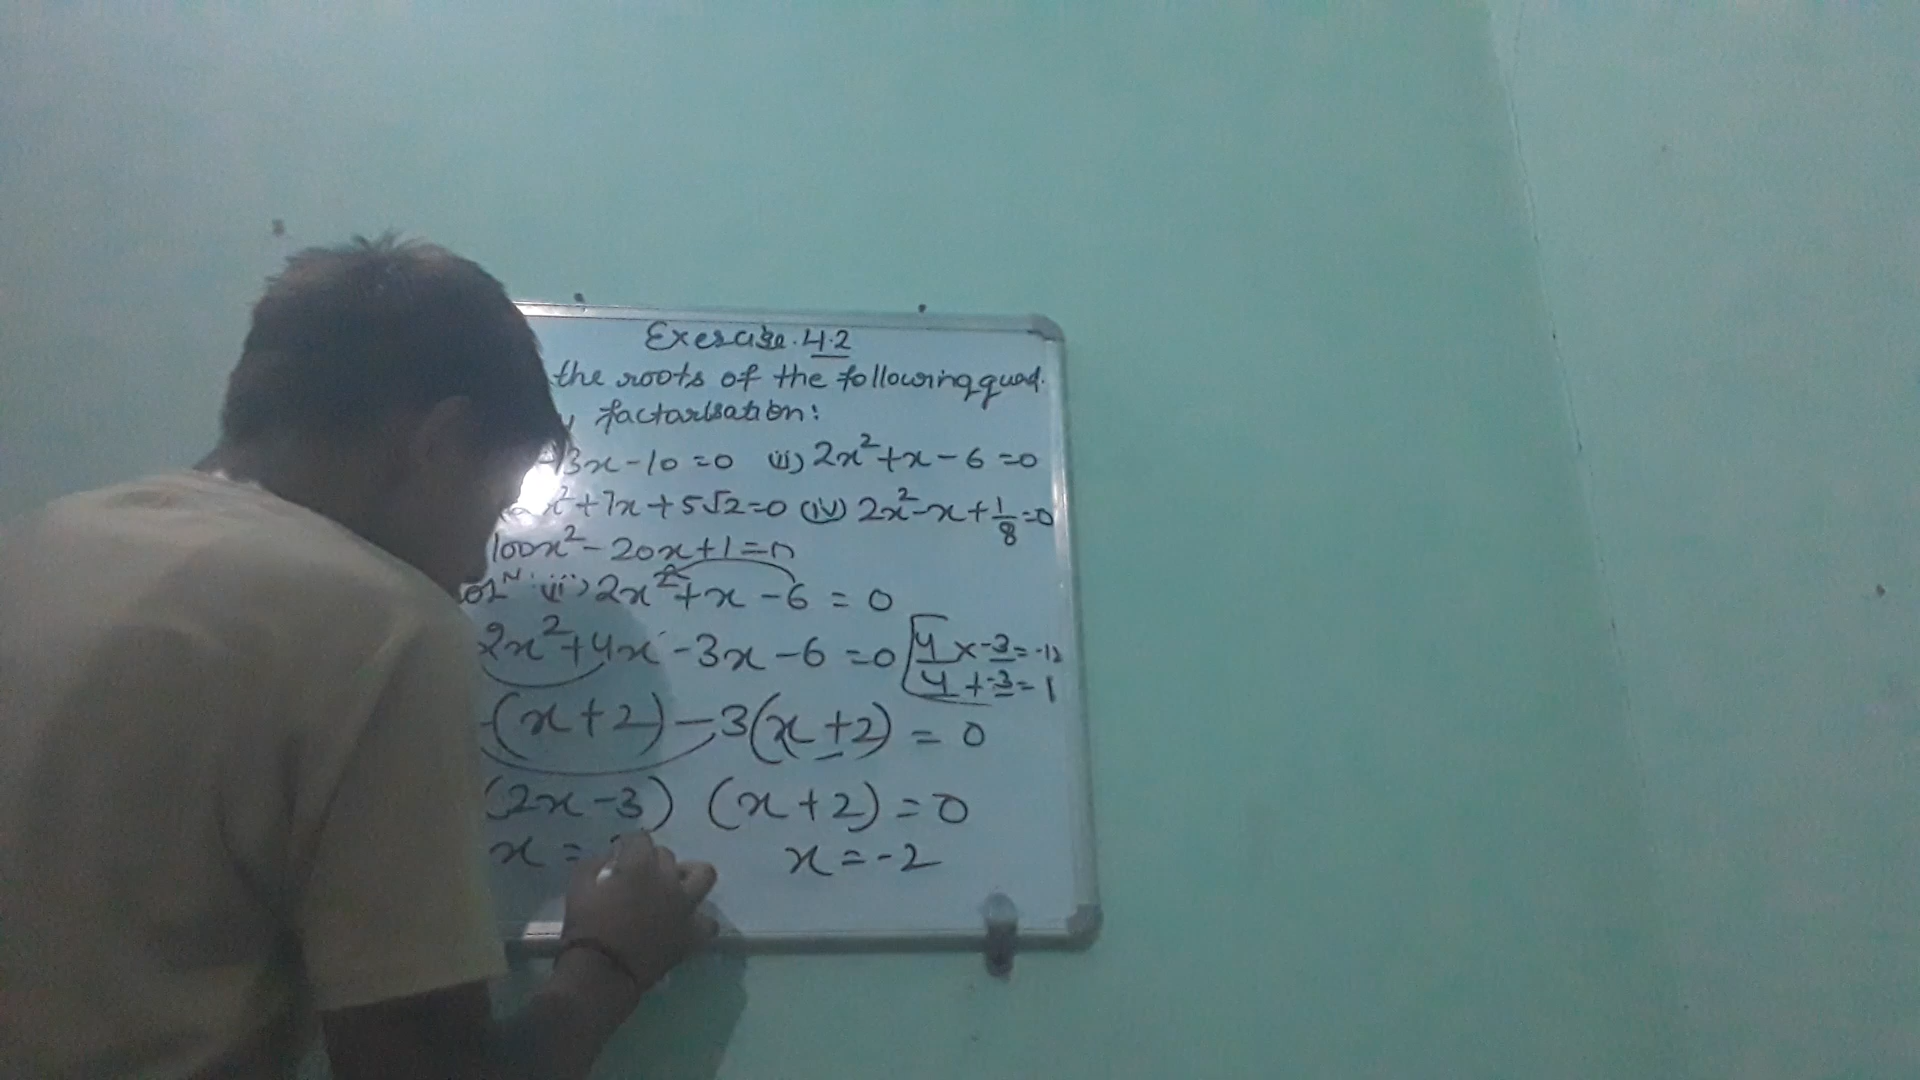 Exercise.4.2
the roots of the following quad.
factorisation:
3x-10=0 (ii) 2x²+x-6=0
x²+7x+5√2=0 (iv) 2x²-x+1/8=0
100x²-20x+1=0
(ii) 2x²+x-6=0
2x²+4x-3x-6=0 4x-3=-12
4+-3=1
(x+2)-3(x+2)=0
(2x-3) (x+2)=0
x= x=-2